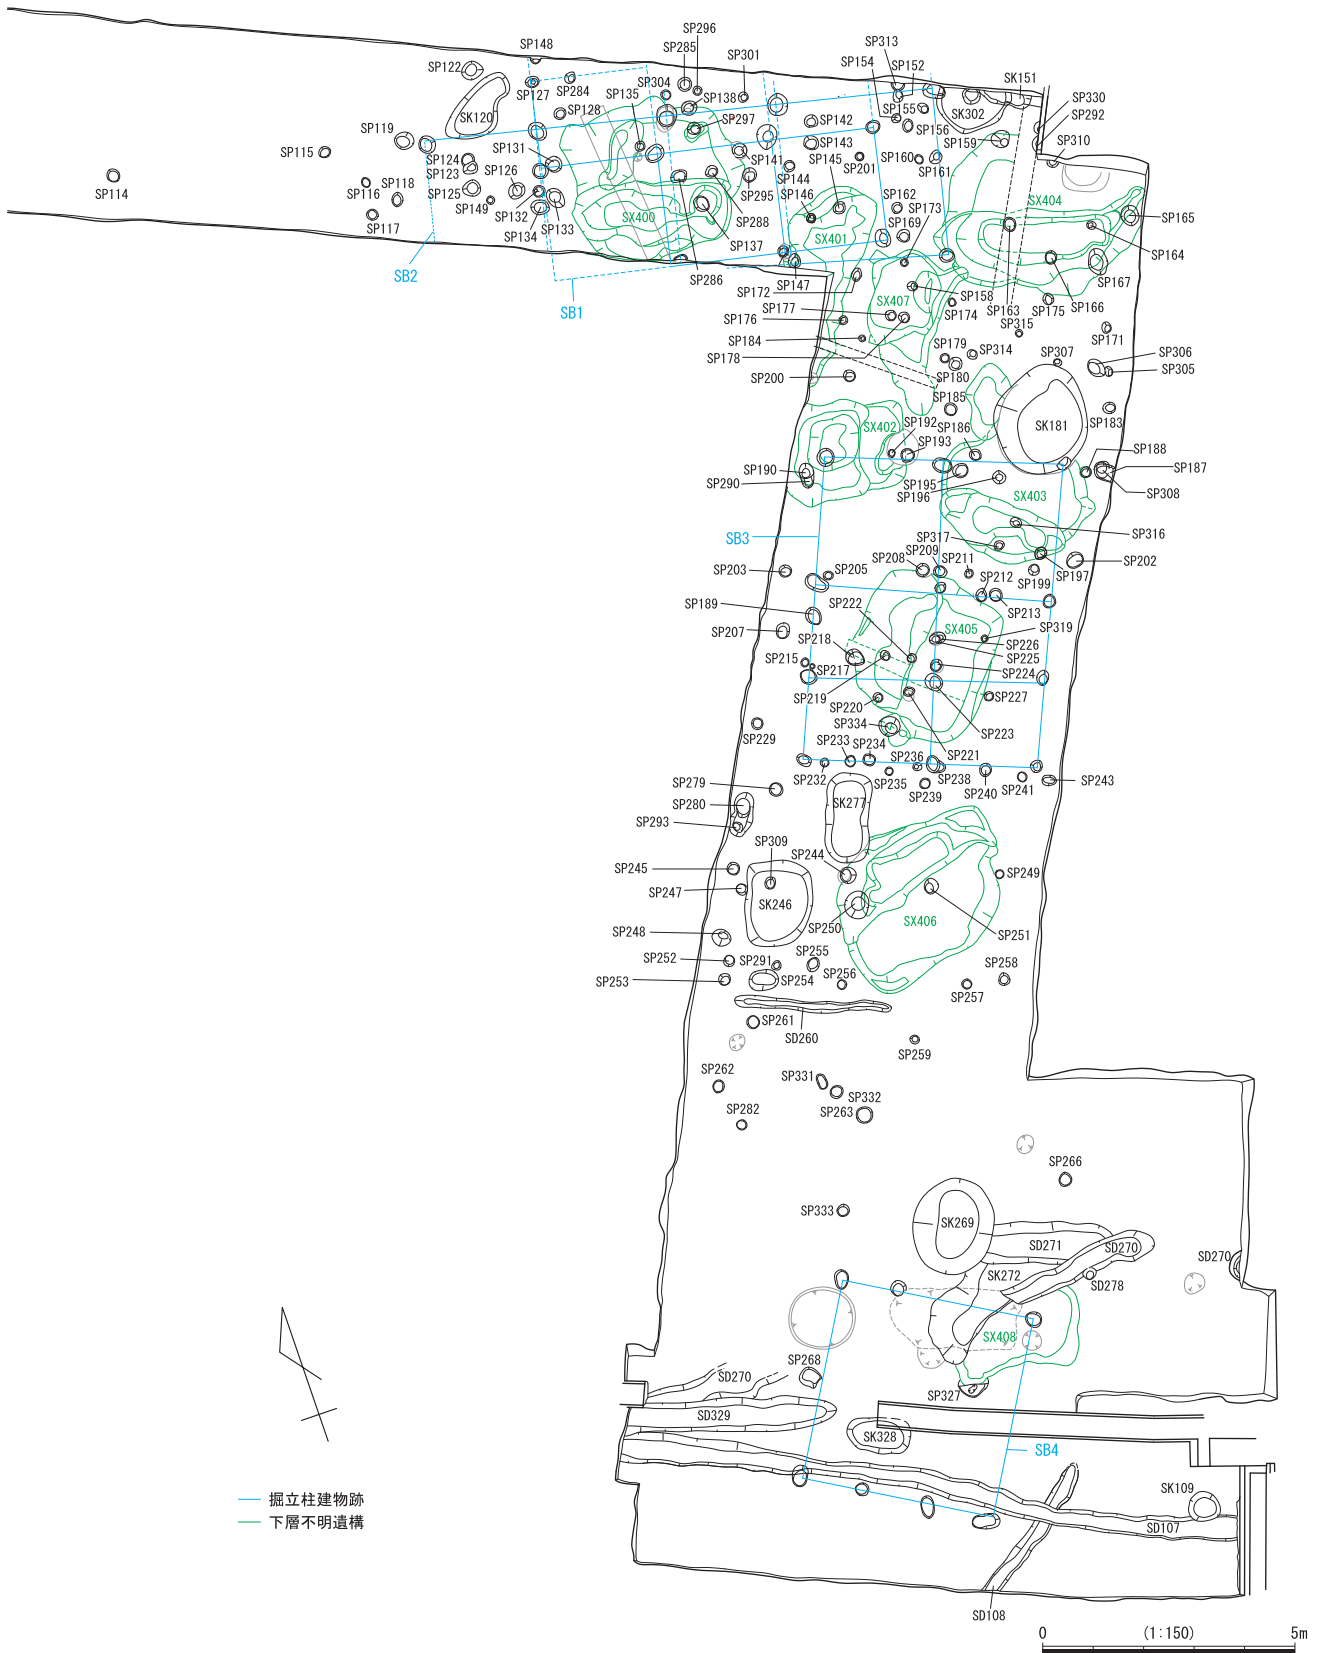 SP296
SP285
SP148
SP313
SP301
SP154
SP152
SK151
SP122
SP304
SP135
SP138
SP284
SP127
SP128
SP330
SP292
SP155
SK302
SK120
SP297
SP142
SP156
SP119
SP159
SP143
SP310
SP131
SP115
SP124
SP123
SP141
SP145
SP201
SP160
SP161
SP126
SP144
SP114
SP116
SP118
SP125
SP295
SP146
SP162
SP173
SX404
SP149
SP132
SP288
SX400
SP165
SP117
SP134
SP133
SP137
SX401
SP169
SP164
SB2
SP286
SP147
SP172
SP167
SB1
SP177
SX407
SP158
SP174
SP163
SP175
SP166
SP176
SP315
SP171
SP184
SP178
SP179
SP314
SP307
SP306
SP305
SP200
SP180
SP185
SX402
SP192
SP186
SK181
SP183
SP193
SP188
SP190
SP290
SP195
SP196
SX403
SP187
SP308
SB3
SP317
SP316
SP209
SP208
SP211
SP203
SP205
SP212
SP199
SP197
SP202
SP189
SP222
SP213
SP207
SP218
SX405
SP319
SP226
SP225
SP215
SP217
SP224
SP219
SP220
SP227
SP334
SP223
SP229
SP233
SP234
SP236
SP221
SP232
SP235
SP238
SP279
SP239
SP240
SP241
SP243
SP280
SK277
SP293
SP309
SP244
SP245
SP249
SP247
SK246
SP250
SX406
SP251
SP248
SP252
SP291
SP255
SP253
SP254
SP256
SP257
SP258
SP261
SD260
SP259
SP262
SP331
SP332
SP263
SP282
SP266
SP333
SK269
SD271
SD270
SD270
SK272
SD278
SX408
SP268
SD270
SP327
SD329
SK328
SB4
SK109
掘立柱建物跡
下層不明遺構
SD107
SD108
0 (1:150) 5m